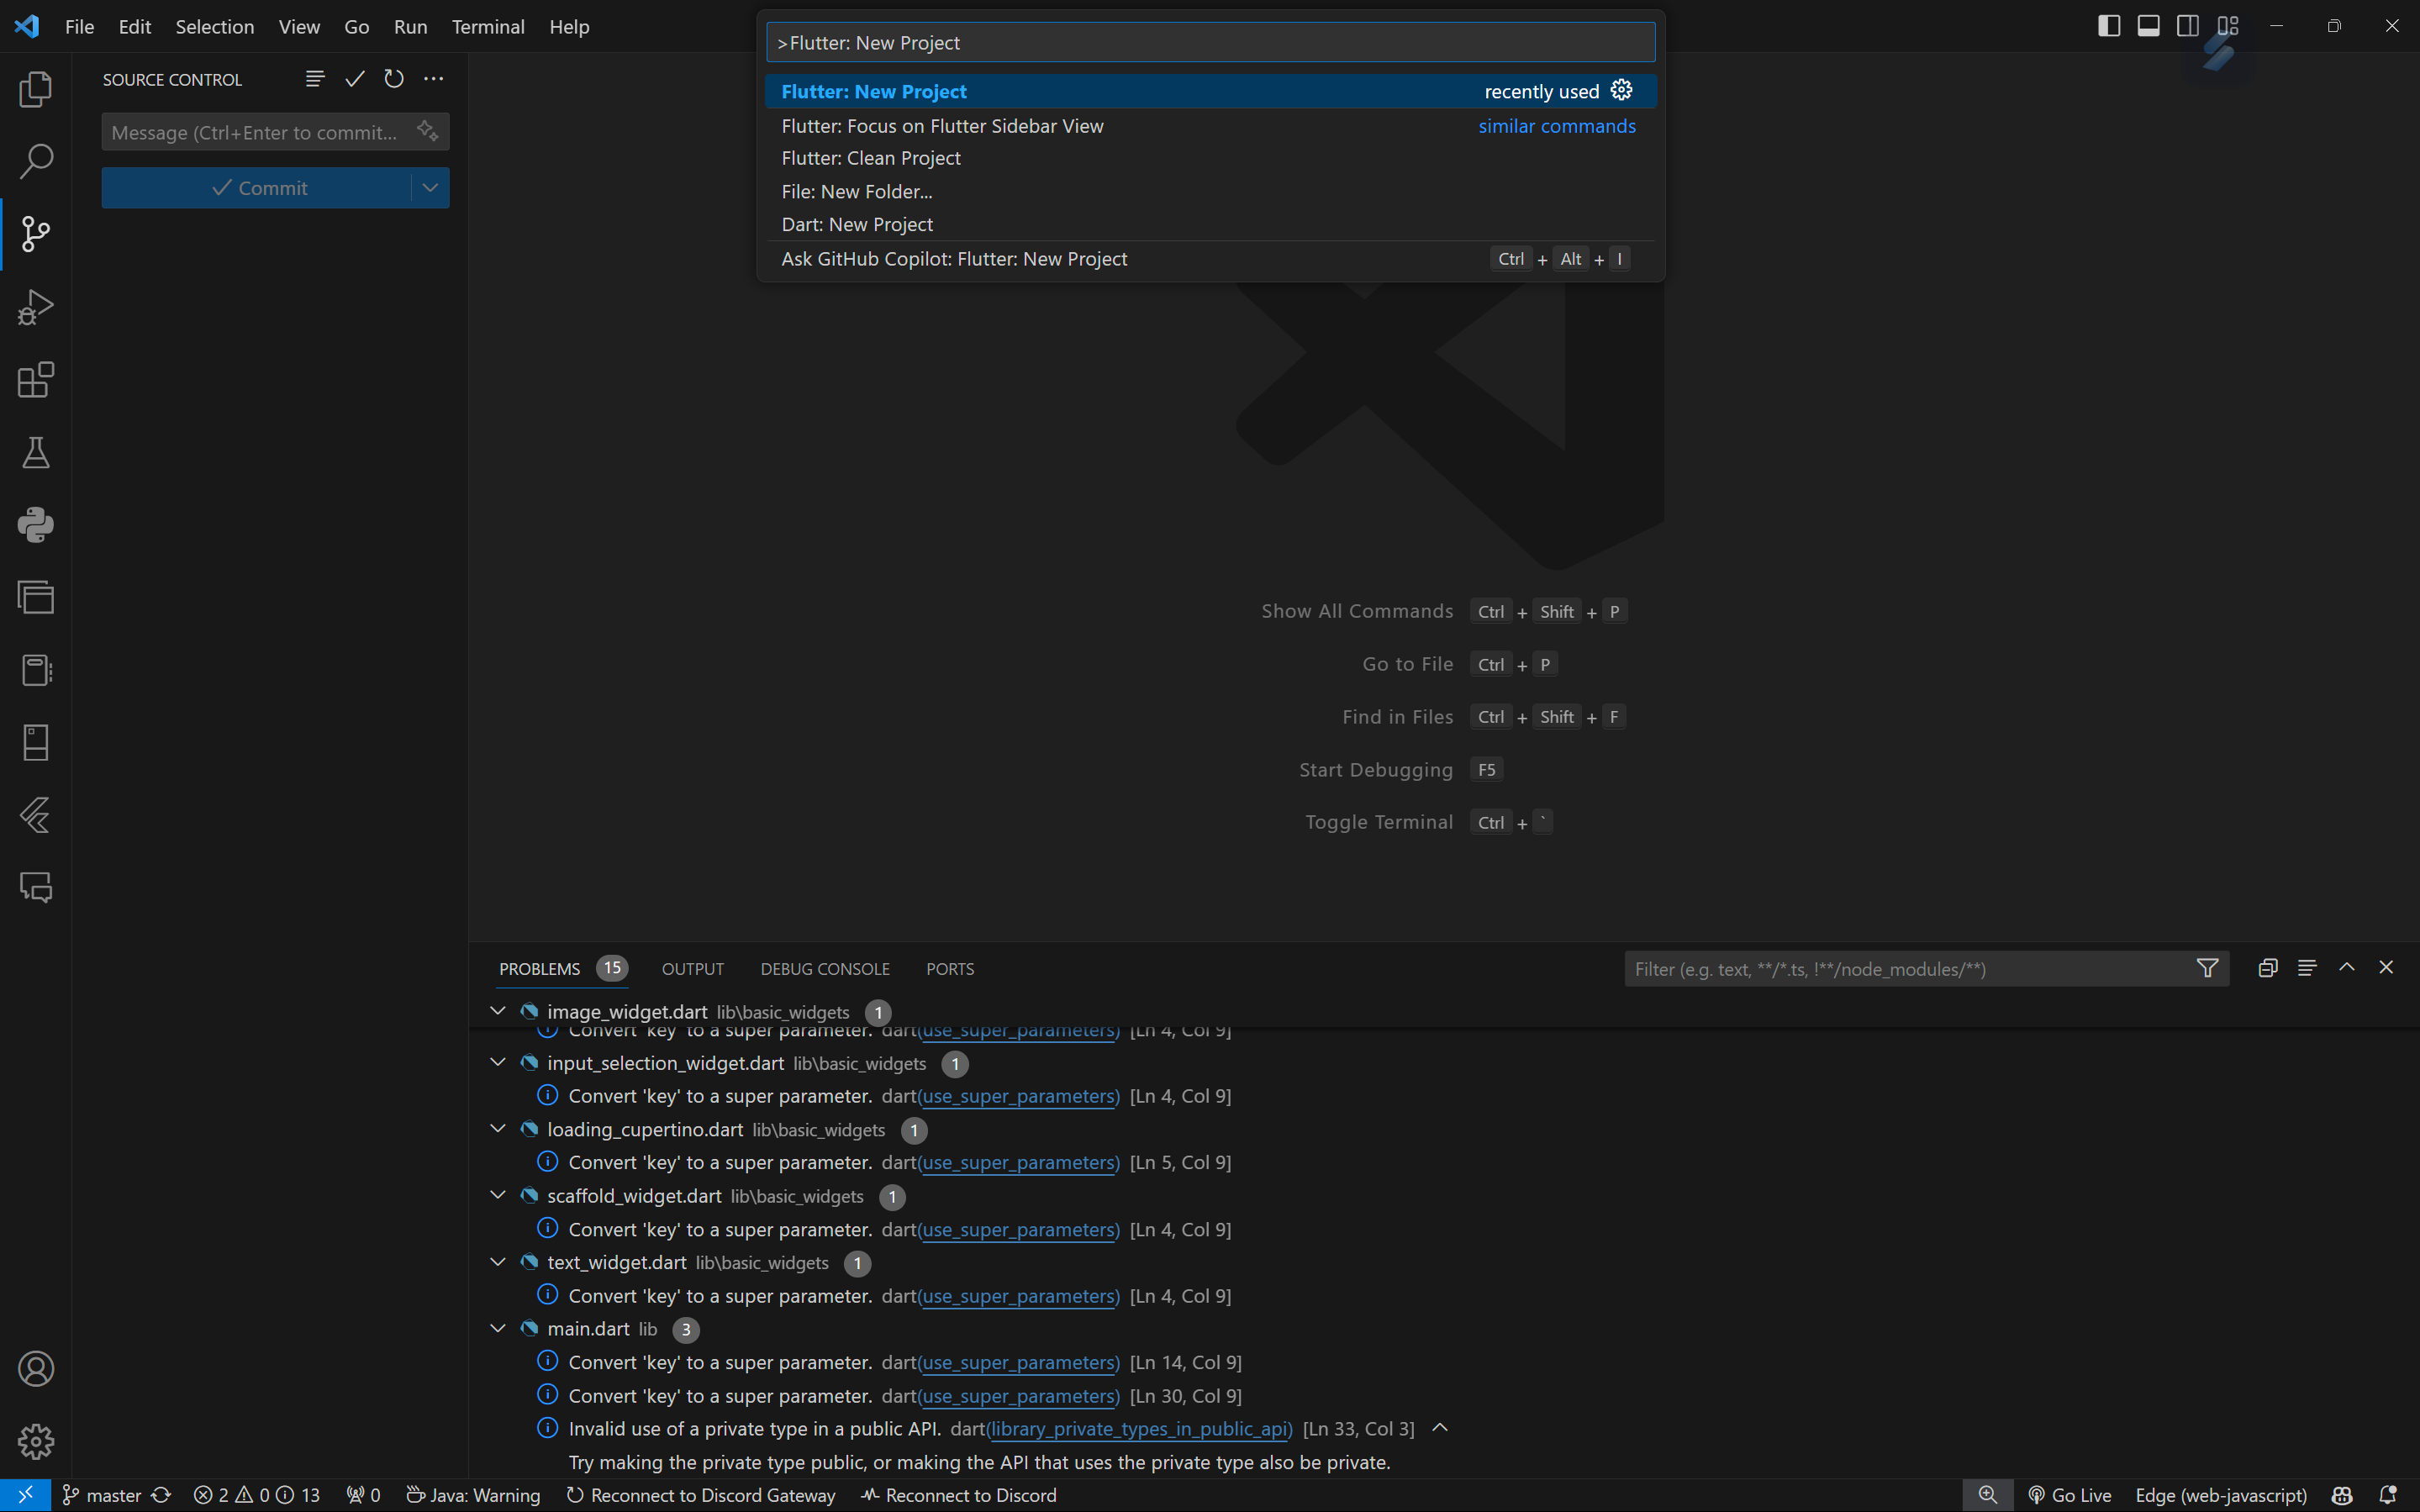 File Edit Selection View Go Run Terminal Help
>Flutter: New Project
Flutter: New Project recently used
Flutter: Focus on Flutter Sidebar View similar commands
Flutter: Clean Project
File: New Folder...
Dart: New Project
Ask GitHub Copilot: Flutter: New Project Ctrl + Alt + I
SOURCE CONTROL
Message (Ctrl+Enter to commit...
Commit
Show All Commands Ctrl + Shift + P
Go to File Ctrl + P
Find in Files Ctrl + Shift + F
Start Debugging F5
Toggle Terminal Ctrl + `
PROBLEMS 15 OUTPUT DEBUG CONSOLE PORTS
Filter (e.g. text, **/*.ts, !**/node_modules/**)
image_widget.dart lib\basic_widgets 1
Convert 'key' to a super parameter. dart(use_super_parameters) [Ln 4, Col 9]
input_selection_widget.dart lib\basic_widgets 1
Convert 'key' to a super parameter. dart(use_super_parameters) [Ln 4, Col 9]
loading_cupertino.dart lib\basic_widgets 1
Convert 'key' to a super parameter. dart(use_super_parameters) [Ln 5, Col 9]
scaffold_widget.dart lib\basic_widgets 1
Convert 'key' to a super parameter. dart(use_super_parameters) [Ln 4, Col 9]
text_widget.dart lib\basic_widgets 1
Convert 'key' to a super parameter. dart(use_super_parameters) [Ln 4, Col 9]
main.dart lib 3
Convert 'key' to a super parameter. dart(use_super_parameters) [Ln 14, Col 9]
Convert 'key' to a super parameter. dart(use_super_parameters) [Ln 30, Col 9]
Invalid use of a private type in a public API. dart(library_private_types_in_public_api) [Ln 33, Col 3]
Try making the private type public, or making the API that uses the private type also be private.
master 2 0 13 0 Java: Warning Reconnect to Discord Gateway Reconnect to Discord Go Live Edge (web-javascript)